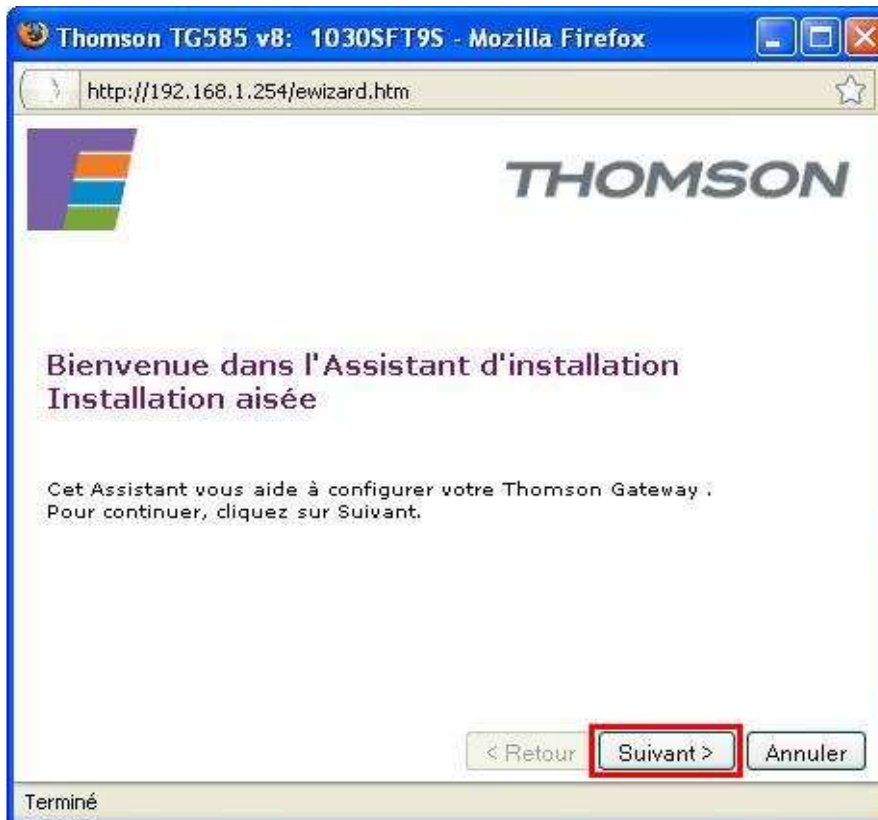 Thomson TG585 v8: 1030SFT9S - Mozilla Firefox
http://192.168.1.254/ewizard.htm
THOMSON
Bienvenue dans l'Assistant d'installation
Installation aisée
Cet Assistant vous aide à configurer votre Thomson Gateway .
Pour continuer, cliquez sur Suivant.
< Retour Suivant > Annuler
Terminé